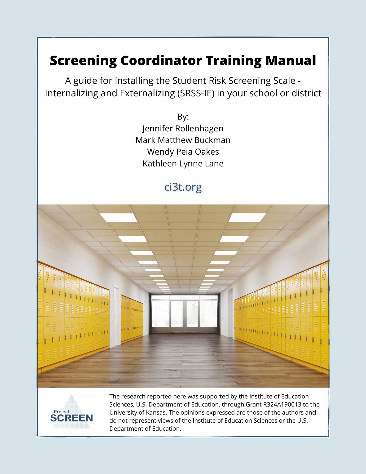 Screening Coordinator Training Manual
A guide for installing the Student Risk Screening Scale -
Internalizing and Externalizing (SRSS-IE) in your school or district
By:
Jennifer Rollenhagen
Mark Matthew Buckman
Wendy Peia Oakes
Kathleen Lynne Lane
ci3t.org
Project
SCREEN
The research reported here was supported by the Institute of Education
Sciences, U.S. Department of Education, through Grant R324A190013 to the
University of Kansas. The opinions expressed are those of the authors and
do not represent views of the Institute of Education Sciences or the U.S.
Department of Education.